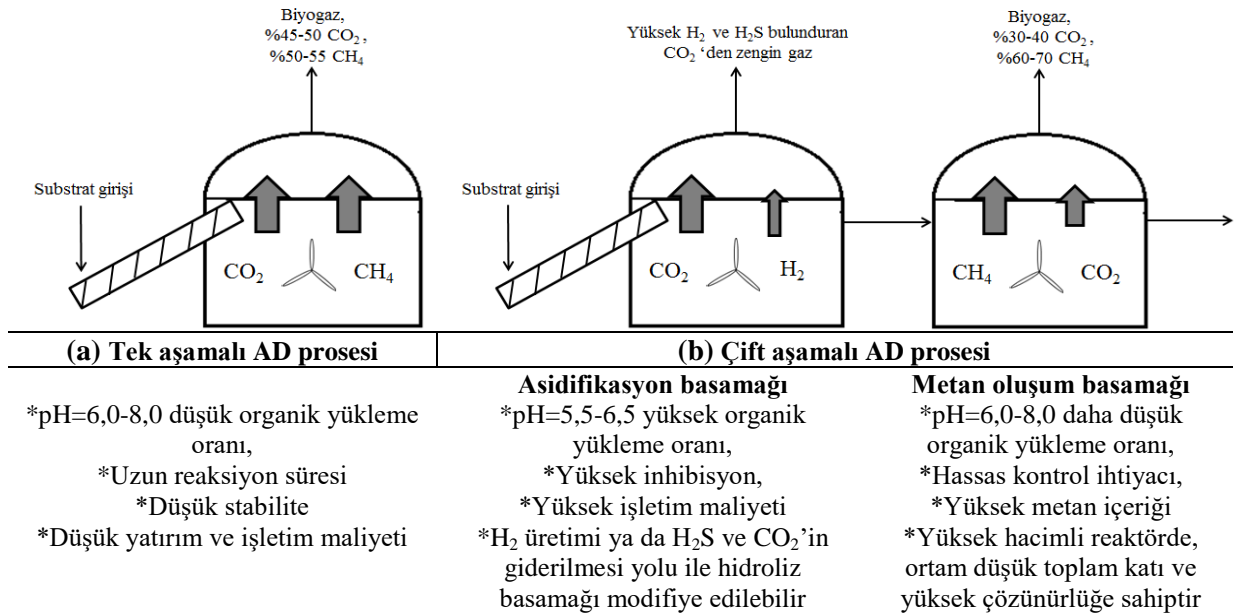 Biyogaz,
%45-50 CO₂,
%50-55 CH₄
Substrat girişi
CO₂
CH₄
Yüksek H₂ ve H₂S bulunduran
CO₂ ‘den zengin gaz
Substrat girişi
CO₂
H₂
Biyogaz,
%30-40 CO₂,
%60-70 CH₄
CH₄
CO₂
(a) Tek aşamalı AD prosesi
(b) Çift aşamalı AD prosesi
*pH=6,0-8,0 düşük organik yükleme
oranı,
*Uzun reaksiyon süresi
*Düşük stabilite
*Düşük yatırım ve işletim maliyeti
Asidifikasyon basamağı
*pH=5,5-6,5 yüksek organik
yükleme oranı,
*Yüksek inhibisyon,
*Yüksek işletim maliyeti
*H₂ üretimi ya da H₂S ve CO₂’in
giderilmesi yolu ile hidroliz
basamağı modifiye edilebilir
Metan oluşum basamağı
*pH=6,0-8,0 daha düşük
organik yükleme oranı,
*Hassas kontrol ihtiyacı,
*Yüksek metan içeriği
*Yüksek hacimli reaktörde,
ortam düşük toplam katı ve
yüksek çözünürlüğe sahiptir